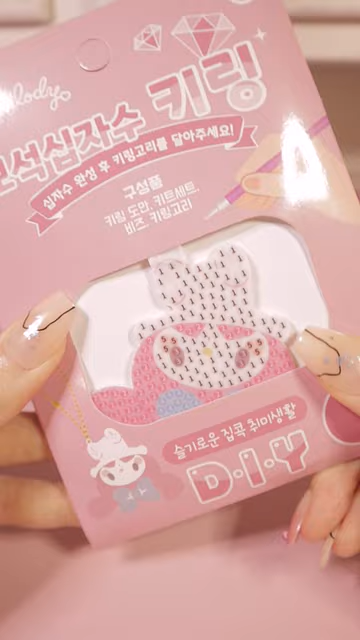 elody
보석십자수 키링
십자수 완성 후 키링고리를 달아주세요!
구성품
키링 도안, 키트세트,
비즈, 키링고리
슬기로운 집콕 취미생활
D·I·Y